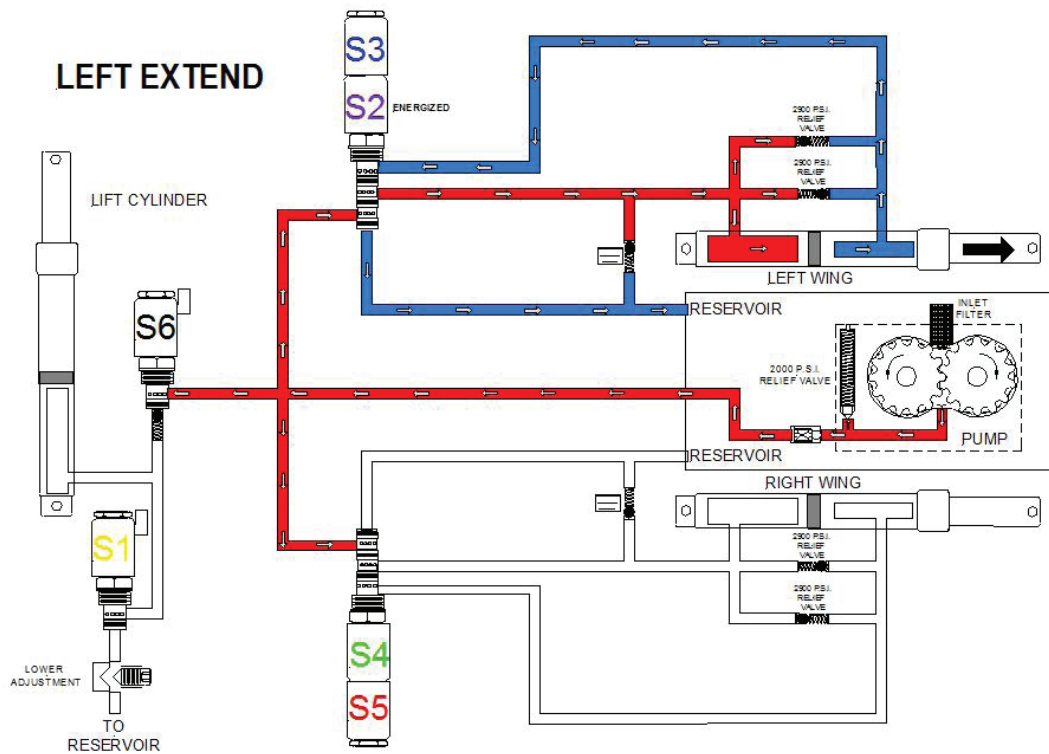 LEFT EXTEND
S3
S2
ENERGIZED
2900 P.S.I.
RELIEF
VALVE
2900 P.S.I.
RELIEF
VALVE
LIFT CYLINDER
LEFT WING
S6
RESERVOIR
INLET
FILTER
2000 P.S.I.
RELIEF VALVE
PUMP
RESERVOIR
RIGHT WING
S1
2900 P.S.I.
RELIEF
VALVE
2900 P.S.I.
RELIEF
VALVE
S4
S5
LOWER
ADJUSTMENT
TO
RESERVOIR